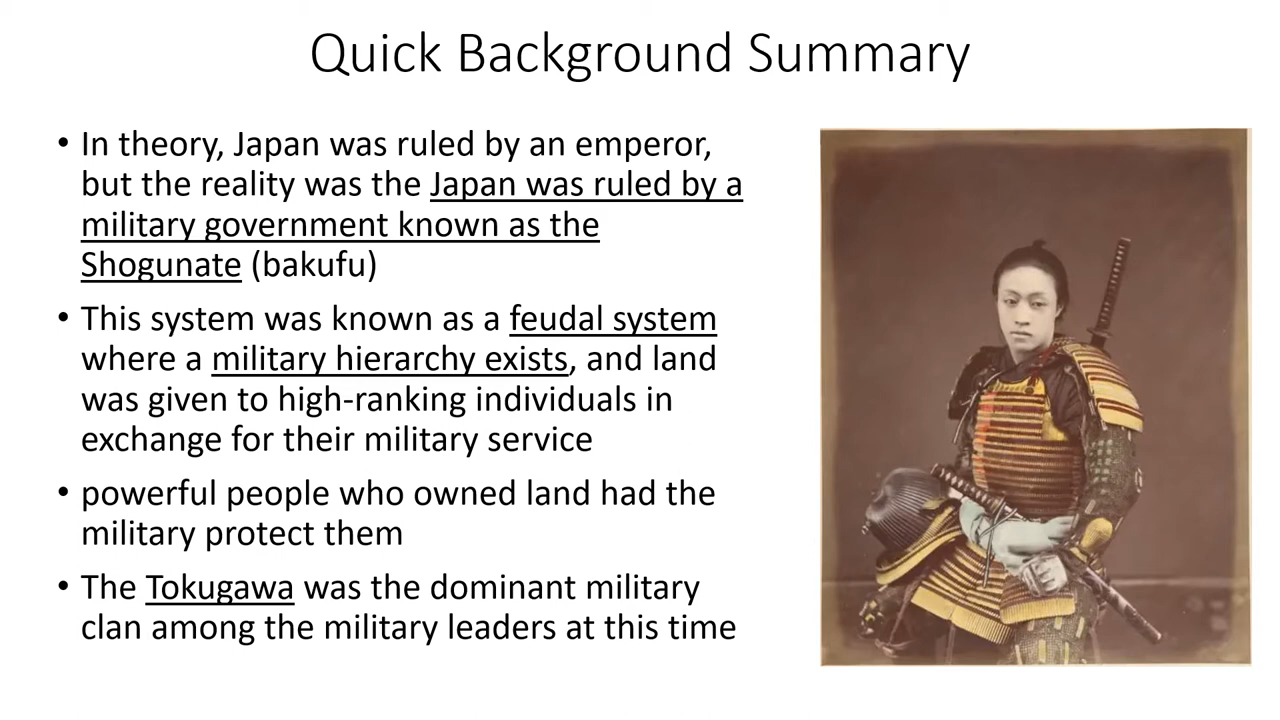 Quick Background Summary
• In theory, Japan was ruled by an emperor,
but the reality was the Japan was ruled by a
military government known as the
Shogunate (bakufu)
• This system was known as a feudal system
where a military hierarchy exists, and land
was given to high-ranking individuals in
exchange for their military service
• powerful people who owned land had the
military protect them
• The Tokugawa was the dominant military
clan among the military leaders at this time